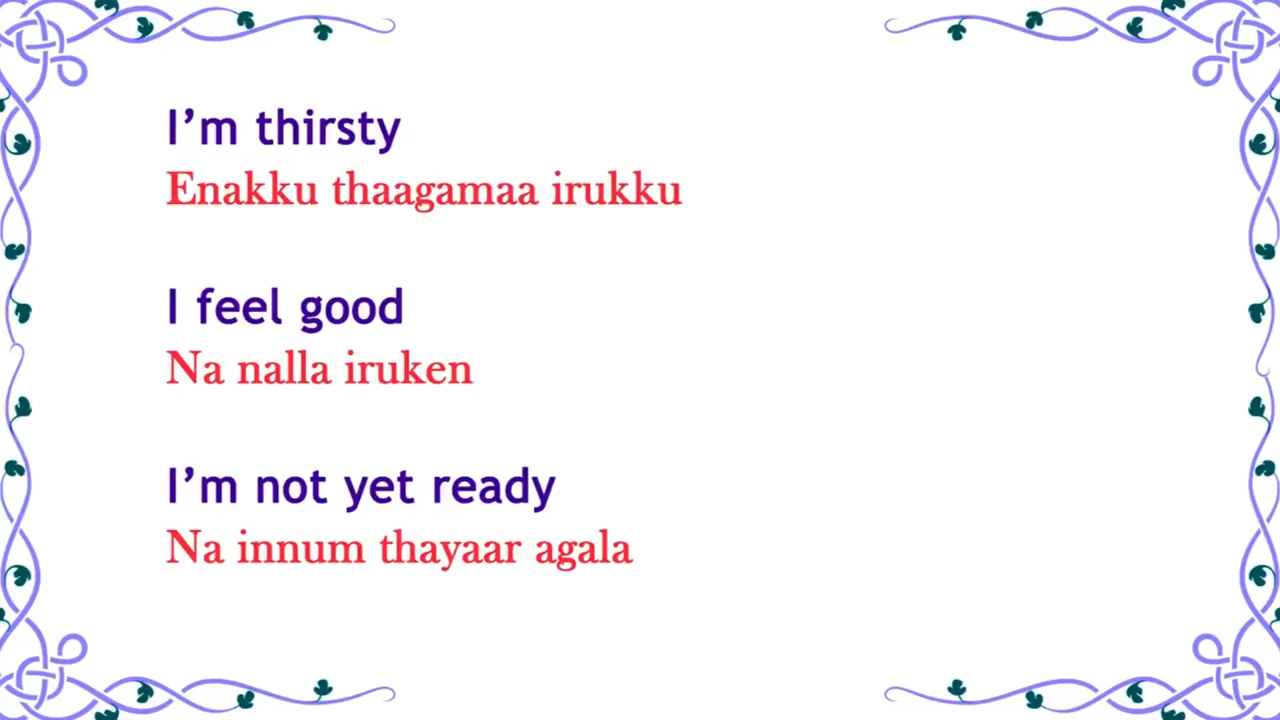 I’m thirsty
Enakku thaagamaa irukku
I feel good
Na nalla iruken
I’m not yet ready
Na innum thayaar agala